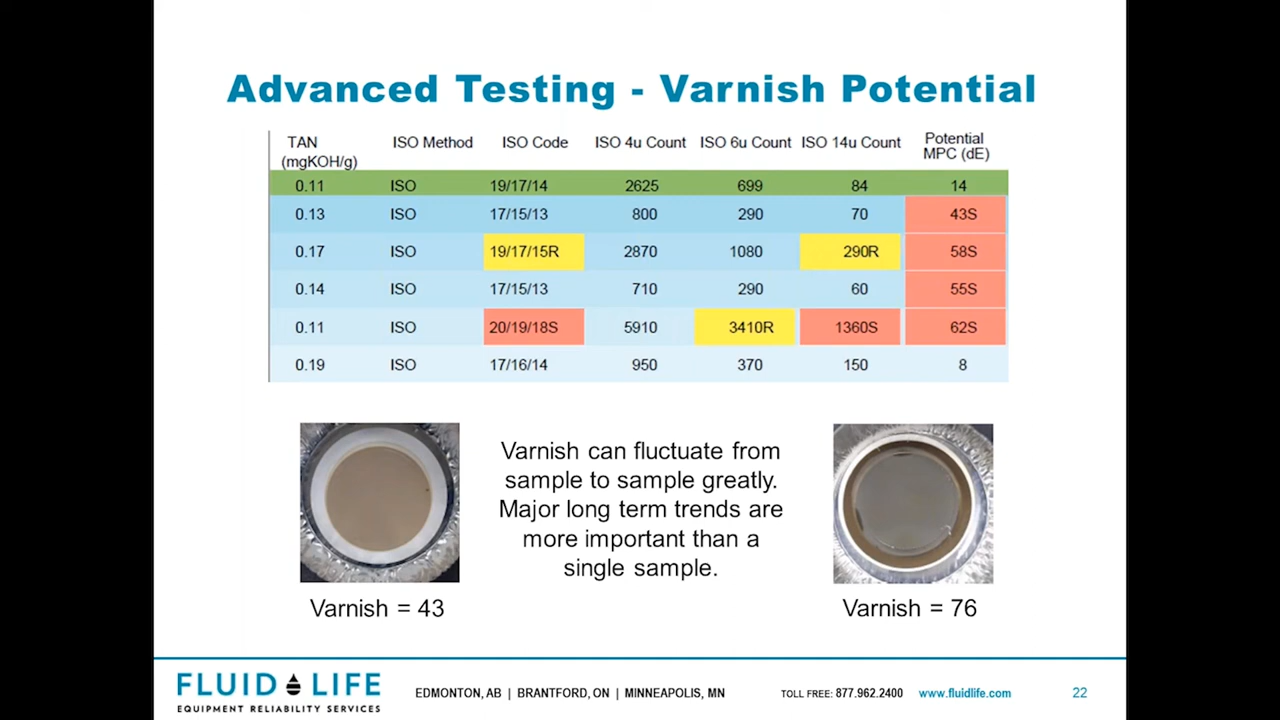 Advanced Testing - Varnish Potential
TAN (mgKOH/g) ISO Method ISO Code ISO 4u Count ISO 6u Count ISO 14u Count Potential MPC (dE)
0.11 ISO 19/17/14 2625 699 84 14
0.13 ISO 17/15/13 800 290 70 43S
0.17 ISO 19/17/15R 2870 1080 290R 58S
0.14 ISO 17/15/13 710 290 60 55S
0.11 ISO 20/19/18S 5910 3410R 1360S 62S
0.19 ISO 17/16/14 950 370 150 8
Varnish can fluctuate from
sample to sample greatly.
Major long term trends are
more important than a
single sample.
Varnish = 43
Varnish = 76
FLUID LIFE
EQUIPMENT RELIABILITY SERVICES
EDMONTON, AB | BRANTFORD, ON | MINNEAPOLIS, MN
TOLL FREE: 877.962.2400 www.fluidlife.com
22